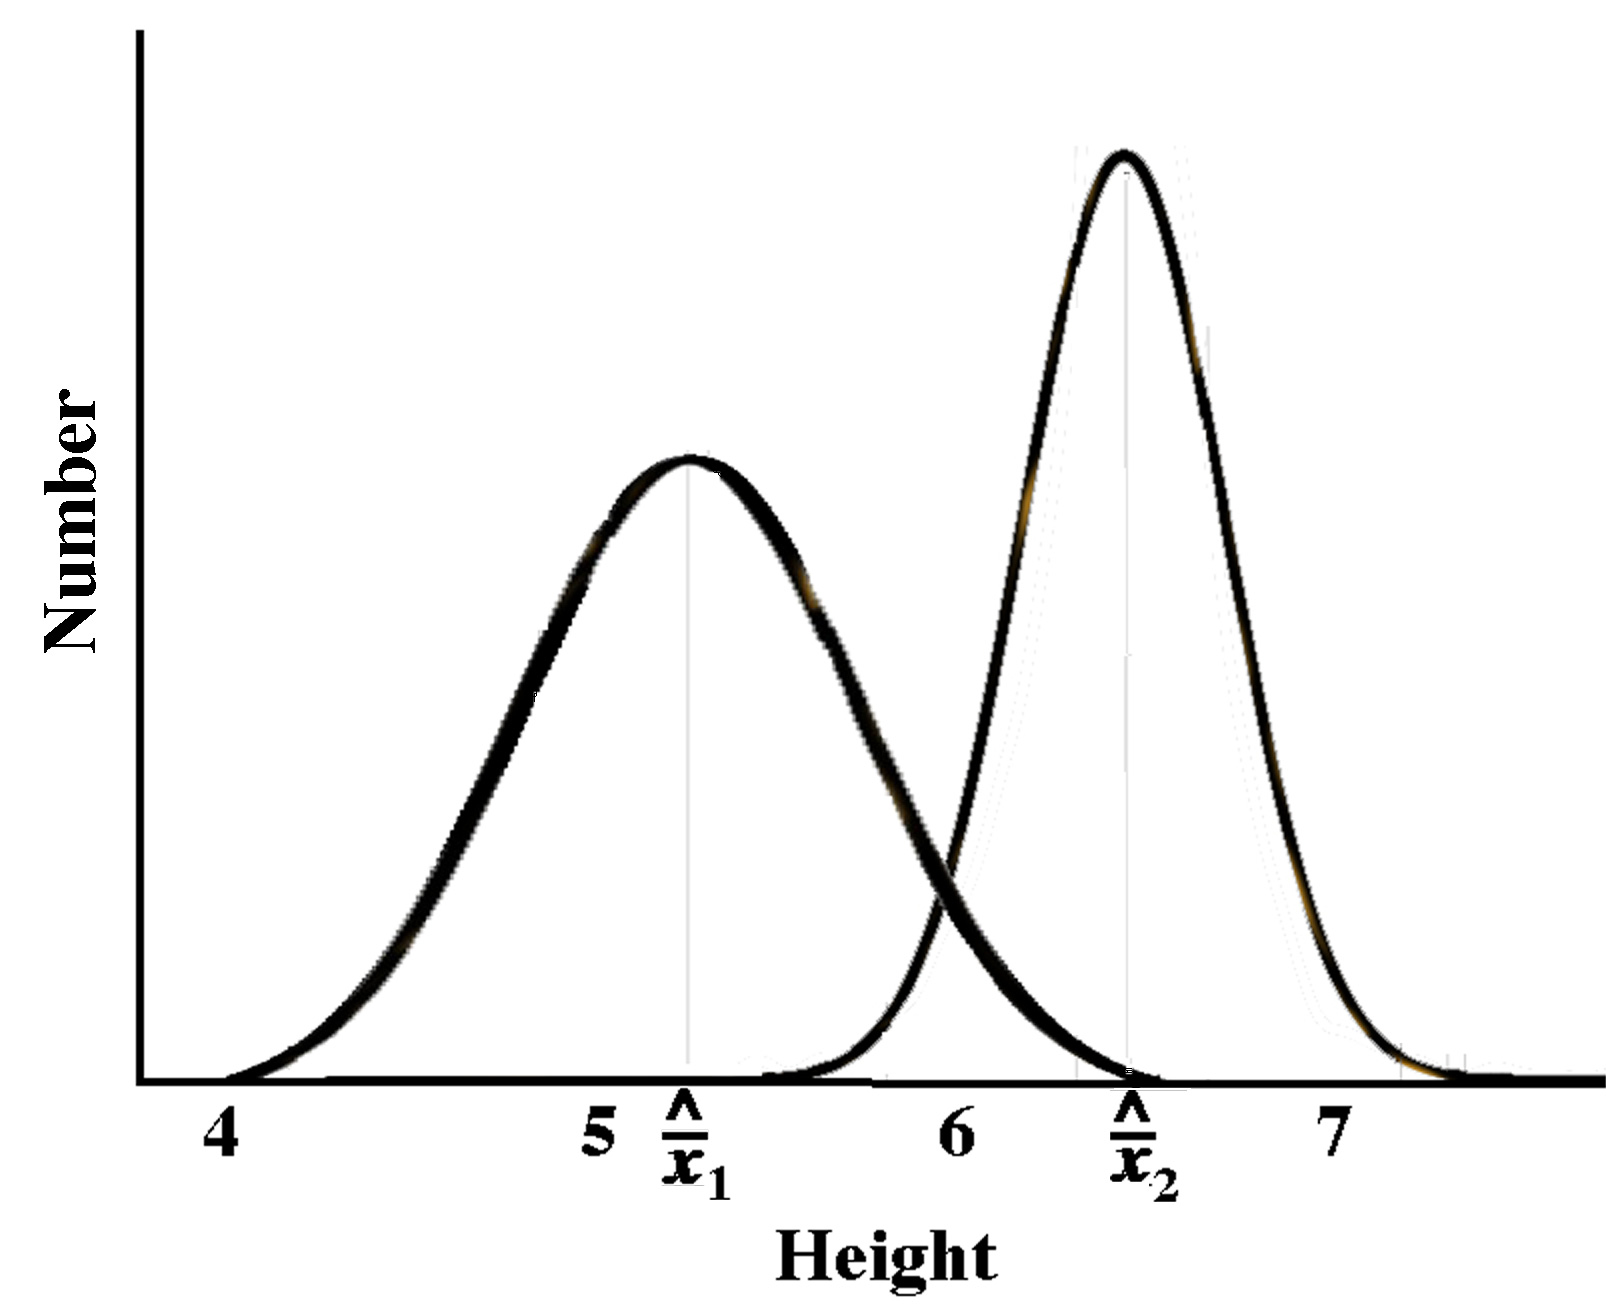 Number
4 5 x̂̅₁ 6 x̂̅₂ 7
Height